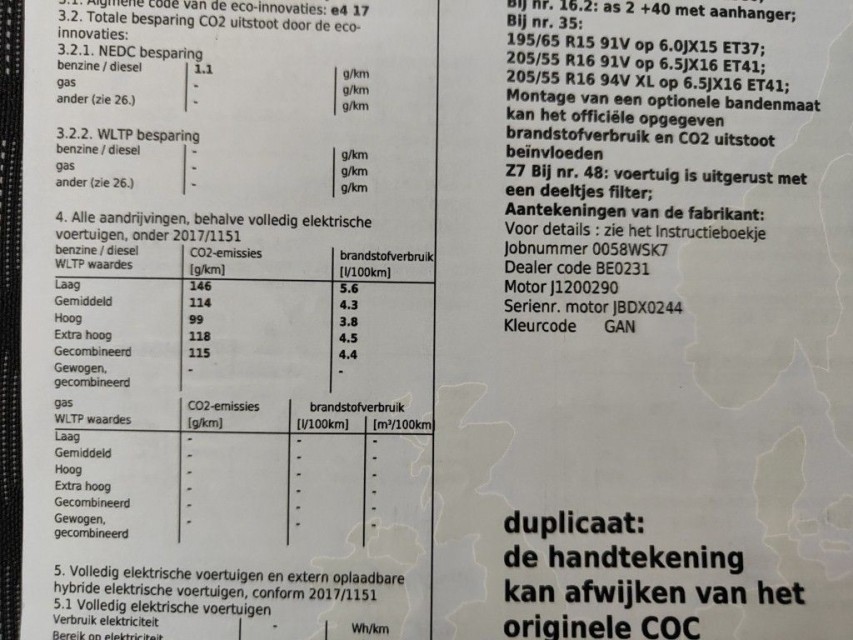 3.1. Algmene code van de eco-innovaties: e4 17
3.2. Totale besparing CO2 uitstoot door de eco-
innovaties:
3.2.1. NEDC besparing
benzine / diesel 1.1 g/km
gas - g/km
ander (zie 26.) - g/km
3.2.2. WLTP besparing
benzine / diesel - g/km
gas - g/km
ander (zie 26.) - g/km
4. Alle aandrijvingen, behalve volledig elektrische
voertuigen, onder 2017/1151
benzine / diesel CO2-emissies brandstofverbruik
WLTP waardes [g/km] [l/100km]
Laag 146 5.6
Gemiddeld 114 4.3
Hoog 99 3.8
Extra hoog 118 4.5
Gecombineerd 115 4.4
Gewogen, - -
gecombineerd
gas CO2-emissies brandstofverbruik
WLTP waardes [g/km] [l/100km] [m³/100km]
Laag - - -
Gemiddeld - - -
Hoog - - -
Extra hoog - - -
Gecombineerd - - -
Gewogen, - - -
gecombineerd
5. Volledig elektrische voertuigen en extern oplaadbare
hybride elektrische voertuigen, conform 2017/1151
5.1 Volledig elektrische voertuigen
Verbruik elektriciteit - Wh/km
Bereik op elektriciteit
Bij nr. 16.2: as 2 +40 met aanhanger;
Bij nr. 35:
195/65 R15 91V op 6.0JX15 ET37;
205/55 R16 91V op 6.5JX16 ET41;
205/55 R16 94V XL op 6.5JX16 ET41;
Montage van een optionele bandenmaat
kan het officiële opgegeven
brandstofverbruik en CO2 uitstoot
beïnvloeden
Z7 Bij nr. 48: voertuig is uitgerust met
een deeltjes filter;
Aantekeningen van de fabrikant:
Voor details : zie het Instructieboekje
Jobnummer 0058WSK7
Dealer code BE0231
Motor J1200290
Serienr. motor JBDX0244
Kleurcode GAN
duplicaat:
de handtekening
kan afwijken van het
originele COC